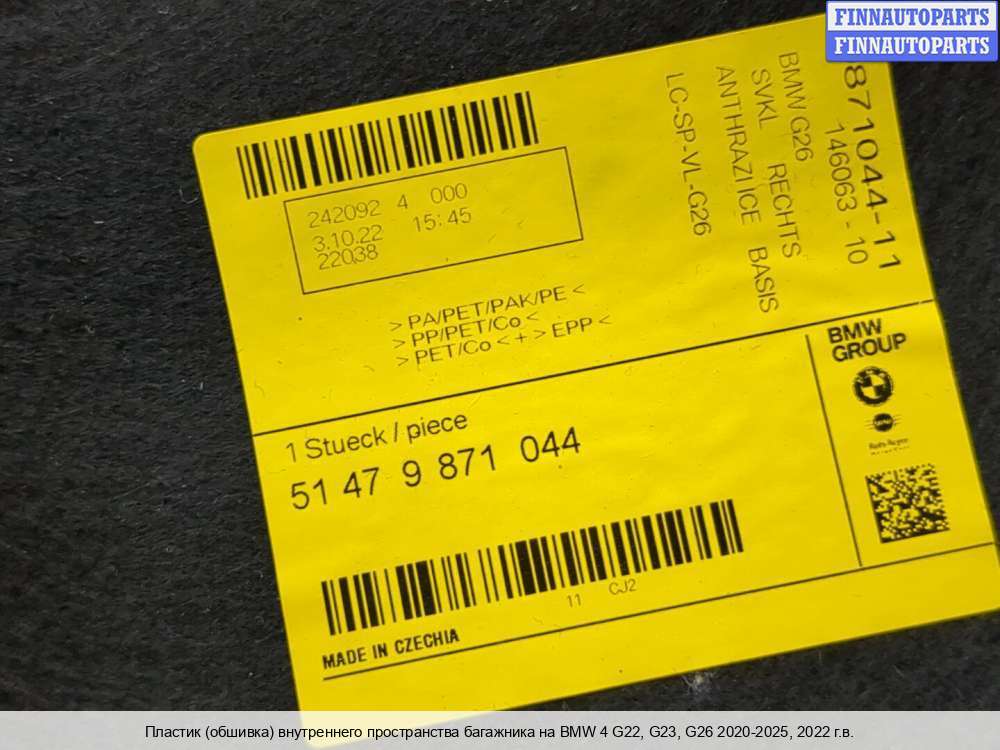 FINNAUTOPARTS
FINNAUTOPARTS
871044-11
146063 - 10
BMW G26
SVKL RECHTS
ANTHRAZIICE BASIS
LC-SP-VL-G26
242092 4 000
3.10.22 15:45
22038
> PA/PET/PAK/PE <
> PP/PET/Co <
> PET/Co < + > EPP <
BMW
GROUP
1 Stueck / piece
51 47 9 871 044
11 CJ2
MADE IN CZECHIA
Пластик (обшивка) внутреннего пространства багажника на BMW 4 G22, G23, G26 2020-2025, 2022 г.в.